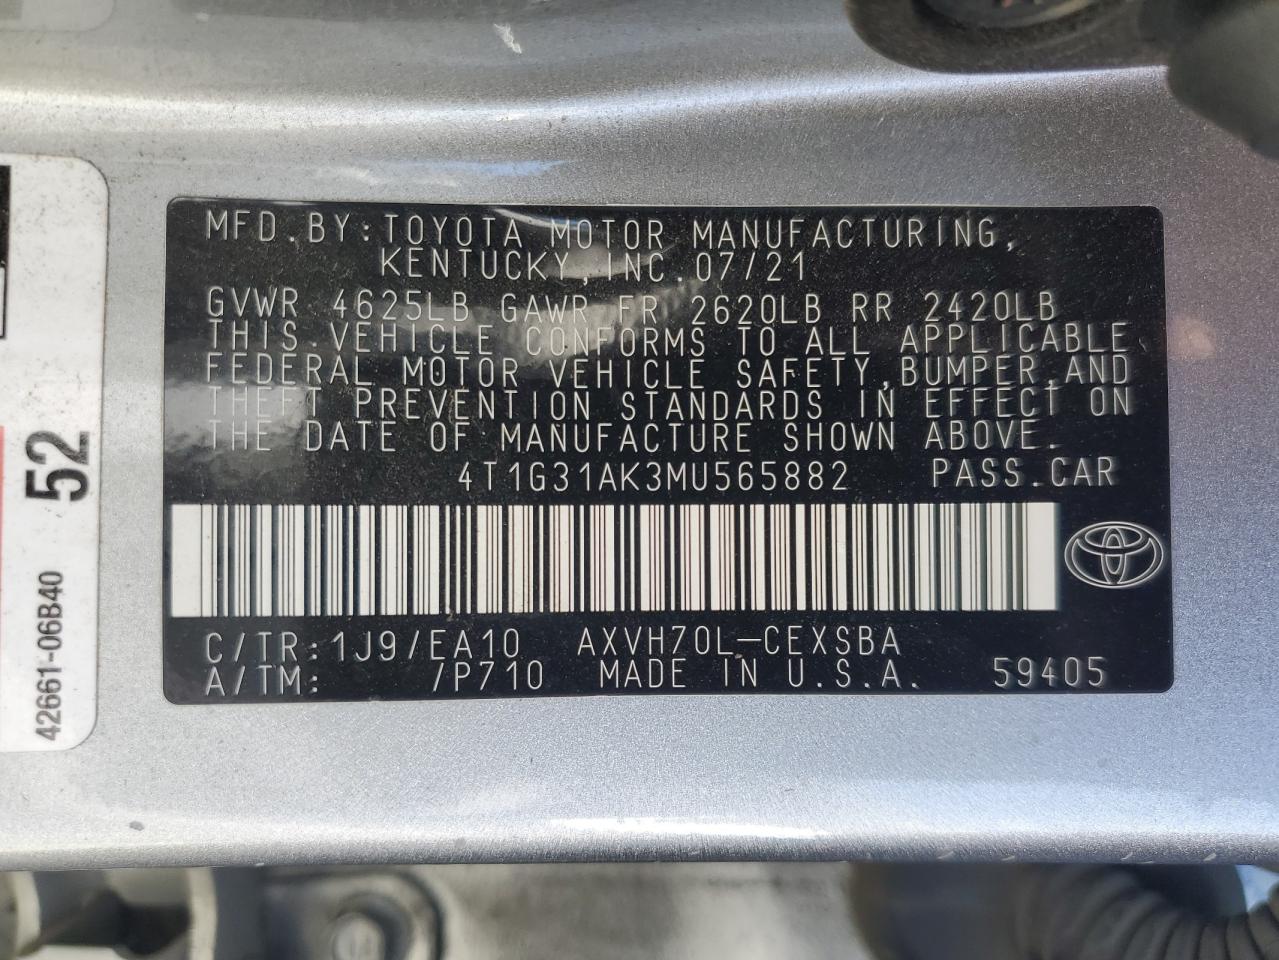 MFD.BY:TOYOTA MOTOR MANUFACTURING,
KENTUCKY,INC.07/21
GVWR 4625LB GAWR FR 2620LB RR 2420LB
THIS VEHICLE CONFORMS TO ALL APPLICABLE
FEDERAL MOTOR VEHICLE SAFETY,BUMPER,AND
THEFT PREVENTION STANDARDS IN EFFECT ON
THE DATE OF MANUFACTURE SHOWN ABOVE.
4T1G31AK3MU565882 PASS.CAR
C/TR:1J9/EA10 AXVH70L-CEXSBA
A/TM: /P710 MADE IN U.S.A. 59405
52
42661-06B40